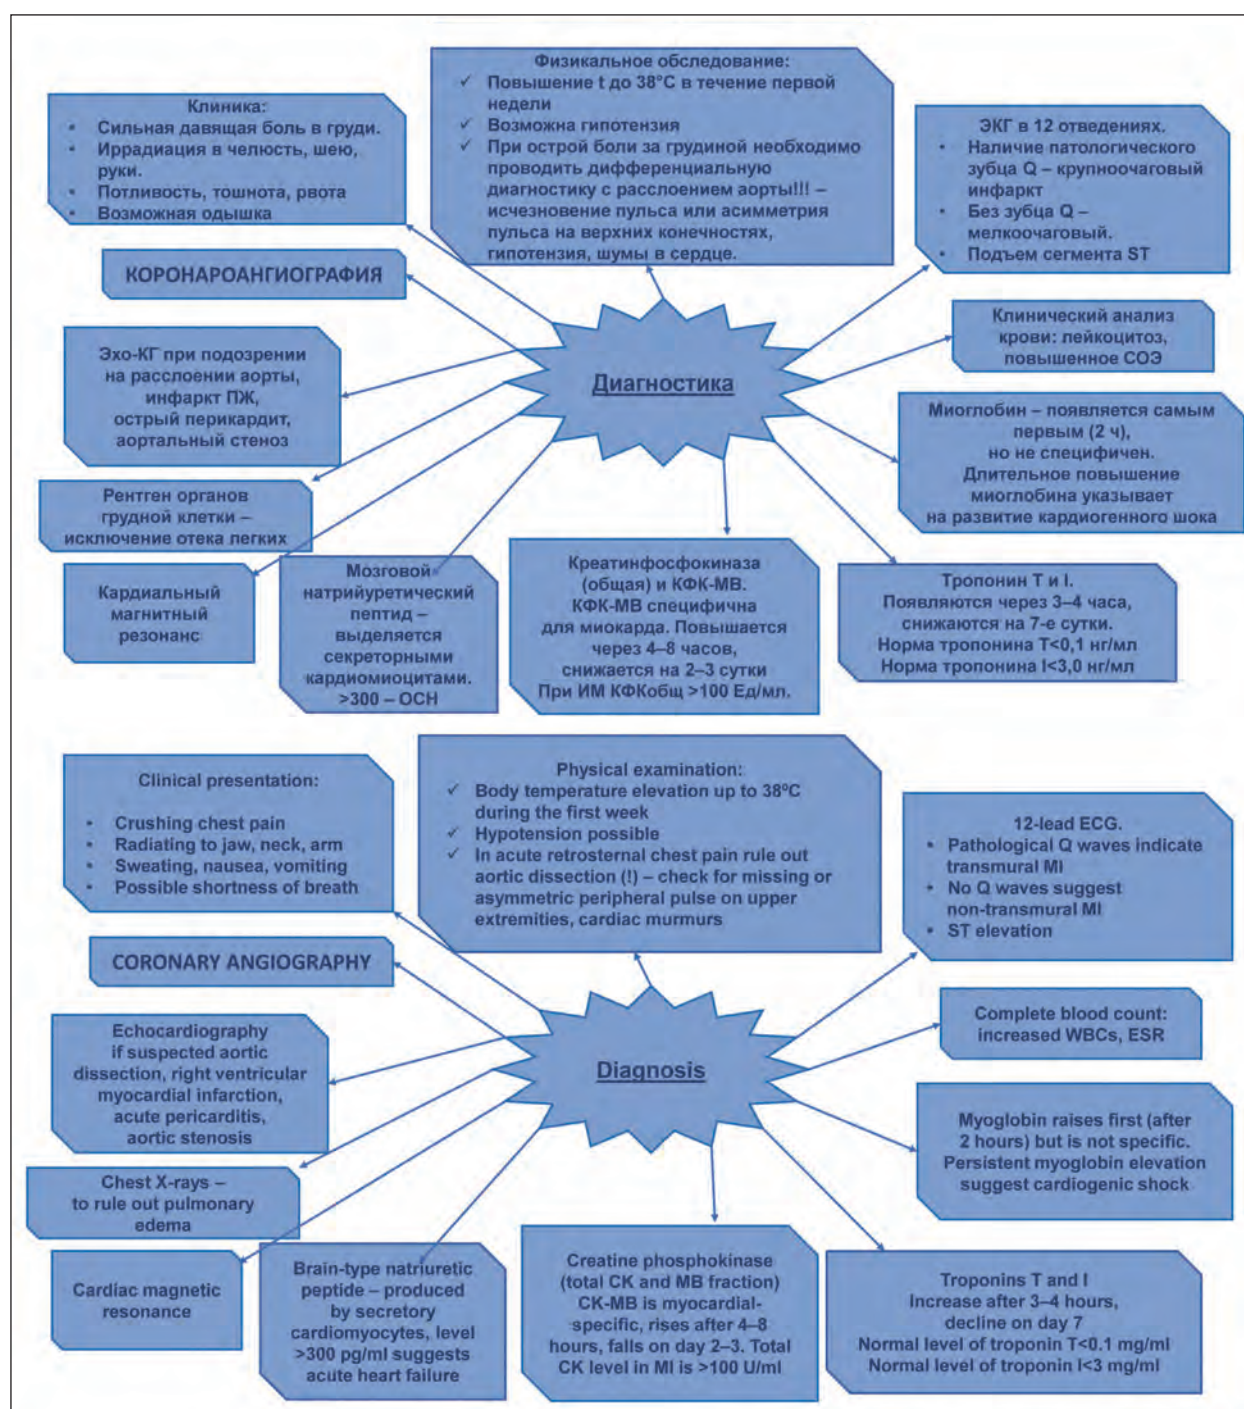 Физикальное обследование:
✓ Повышение t до 38°С в течение первой
недели
✓ Возможна гипотензия
✓ При острой боли за грудиной необходимо
проводить дифференциальную
диагностику с расслоением аорты!!! –
исчезновение пульса или асимметрия
пульса на верхних конечностях,
гипотензия, шумы в сердце.
Клиника:
• Сильная давящая боль в груди.
• Иррадиация в челюсть, шею,
руки.
• Потливость, тошнота, рвота
• Возможная одышка
ЭКГ в 12 отведениях.
• Наличие патологического
зубца Q – крупноочаговый
инфаркт
• Без зубца Q –
мелкоочаговый.
• Подъем сегмента ST
КОРОНАРОАНГИОГРАФИЯ
Клинический анализ
крови: лейкоцитоз,
повышенное СОЭ
Эхо-КГ при подозрении
на расслоении аорты,
инфаркт ПЖ,
острый перикардит,
аортальный стеноз
Диагностика
Миоглобин – появляется самым
первым (2 ч),
но не специфичен.
Длительное повышение
миоглобина указывает
на развитие кардиогенного шока
Рентген органов
грудной клетки –
исключение отека легких
Кардиальный
магнитный
резонанс
Мозговой
натрийуретический
пептид –
выделяется
секреторными
кардиомиоцитами.
>300 – ОСН
Креатинфосфокиназа
(общая) и КФК-МВ.
КФК-МВ специфична
для миокарда. Повышается
через 4–8 часов,
снижается на 2–3 сутки
При ИМ КФКобщ >100 Ед/мл.
Тропонин Т и I.
Появляются через 3–4 часа,
снижаются на 7-е сутки.
Норма тропонина Т<0,1 нг/мл
Норма тропонина I<3,0 нг/мл
Clinical presentation:
• Crushing chest pain
• Radiating to jaw, neck, arm
• Sweating, nausea, vomiting
• Possible shortness of breath
Physical examination:
✓ Body temperature elevation up to 38ºC
during the first week
✓ Hypotension possible
✓ In acute retrosternal chest pain rule out
aortic dissection (!) – check for missing or
asymmetric peripheral pulse on upper
extremities, cardiac murmurs
12-lead ECG.
• Pathological Q waves indicate
transmural MI
• No Q waves suggest
non-transmural MI
• ST elevation
CORONARY ANGIOGRAPHY
Complete blood count:
increased WBCs, ESR
Echocardiography
if suspected aortic
dissection, right ventricular
myocardial infarction,
acute pericarditis,
aortic stenosis
Diagnosis
Myoglobin raises first (after
2 hours) but is not specific.
Persistent myoglobin elevation
suggest cardiogenic shock
Chest X-rays –
to rule out pulmonary
edema
Cardiac magnetic
resonance
Brain-type natriuretic
peptide – produced
by secretory
cardiomyocytes, level
>300 pg/ml suggests
acute heart failure
Creatine phosphokinase
(total CK and MB fraction)
CK-MB is myocardial-
specific, rises after 4–8
hours, falls on day 2–3. Total
CK level in MI is >100 U/ml
Troponins T and I
Increase after 3–4 hours,
decline on day 7
Normal level of troponin T<0.1 mg/ml
Normal level of troponin I<3 mg/ml